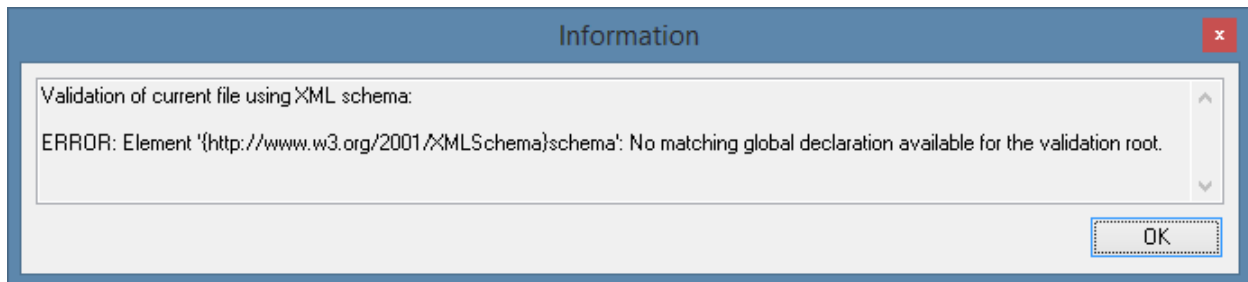 Information
x
Validation of current file using XML schema:
ERROR: Element '{http://www.w3.org/2001/XMLSchema}schema': No matching global declaration available for the validation root.
OK